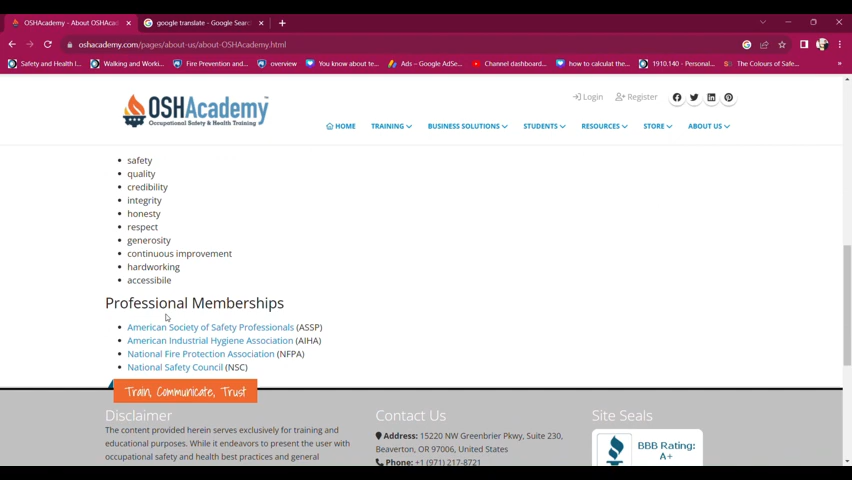 OSHAcademy - About OSHAcad
google translate - Google Sear
oshacademy.com/pages/about-us/about-OSHAcademy.html
Safety and Health I...
Walking and Worki...
Fire Prevention and...
overview
You know about te...
Ads – Google AdSe...
Channel dashboard...
how to calculat the...
1910.140 - Personal...
The Colours of Safe...
OSHAcademy
Occupational Safety & Health Training
Login
Register
HOME
TRAINING
BUSINESS SOLUTIONS
STUDENTS
RESOURCES
STORE
ABOUT US
safety
quality
credibility
integrity
honesty
respect
generosity
continuous improvement
hardworking
accessibile
Professional Memberships
American Society of Safety Professionals (ASSP)
American Industrial Hygiene Association (AIHA)
National Fire Protection Association (NFPA)
National Safety Council (NSC)
Train, Communicate, Trust
Disclaimer
The content provided herein serves exclusively for training and
educational purposes. While it endeavors to present the user with
occupational safety and health best practices and general
Contact Us
Address: 15220 NW Greenbrier Pkwy, Suite 230,
Beaverton, OR 97006, United States
Phone: +1 (971) 217-8721
Site Seals
BBB Rating:
A+